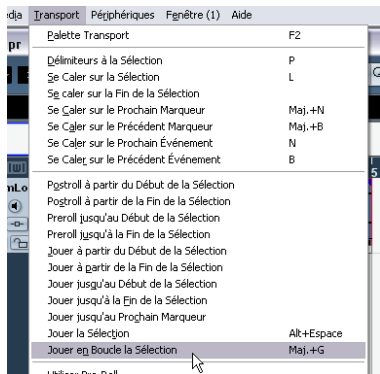 édia Transport Périphériques Fenêtre (1) Aide
pr
Palette Transport F2
Délimiteurs à la Sélection P
Se Caler sur la Sélection L
Se caler sur la Fin de la Sélection
Se Caler sur le Prochain Marqueur Maj.+N
Se Caler sur le Précédent Marqueur Maj.+B
Se Caler sur le Prochain Événement N
Se Caler sur le Précédent Événement B
5
Postroll à partir du Début de la Sélection
Postroll à partir de la Fin de la Sélection
Preroll jusqu'au Début de la Sélection
Preroll jusqu'à la Fin de la Sélection
Jouer à partir du Début de la Sélection
Jouer à partir de la Fin de la Sélection
Jouer jusqu'au Début de la Sélection
Jouer jusqu'à la Fin de la Sélection
Jouer jusqu'au Prochain Marqueur
Jouer la Sélection Alt+Espace
Jouer en Boucle la Sélection Maj.+G